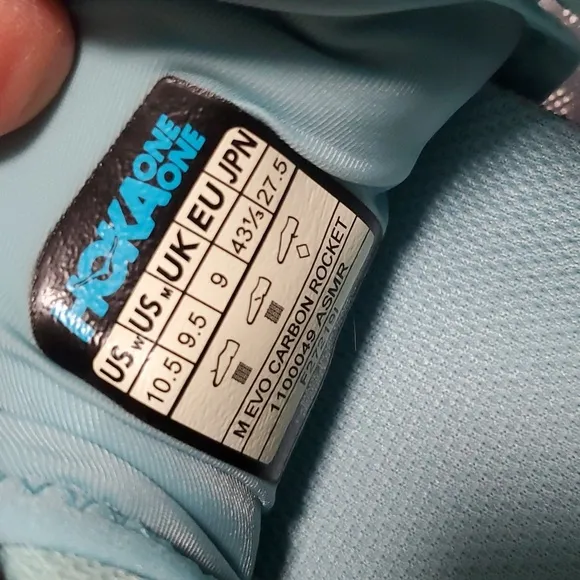 HOKA ONE ONE
US W US M UK EU JPN
10.5 9.5 9 43⅓ 27.5
M EVO CARBON ROCKET
1100049 ASMR